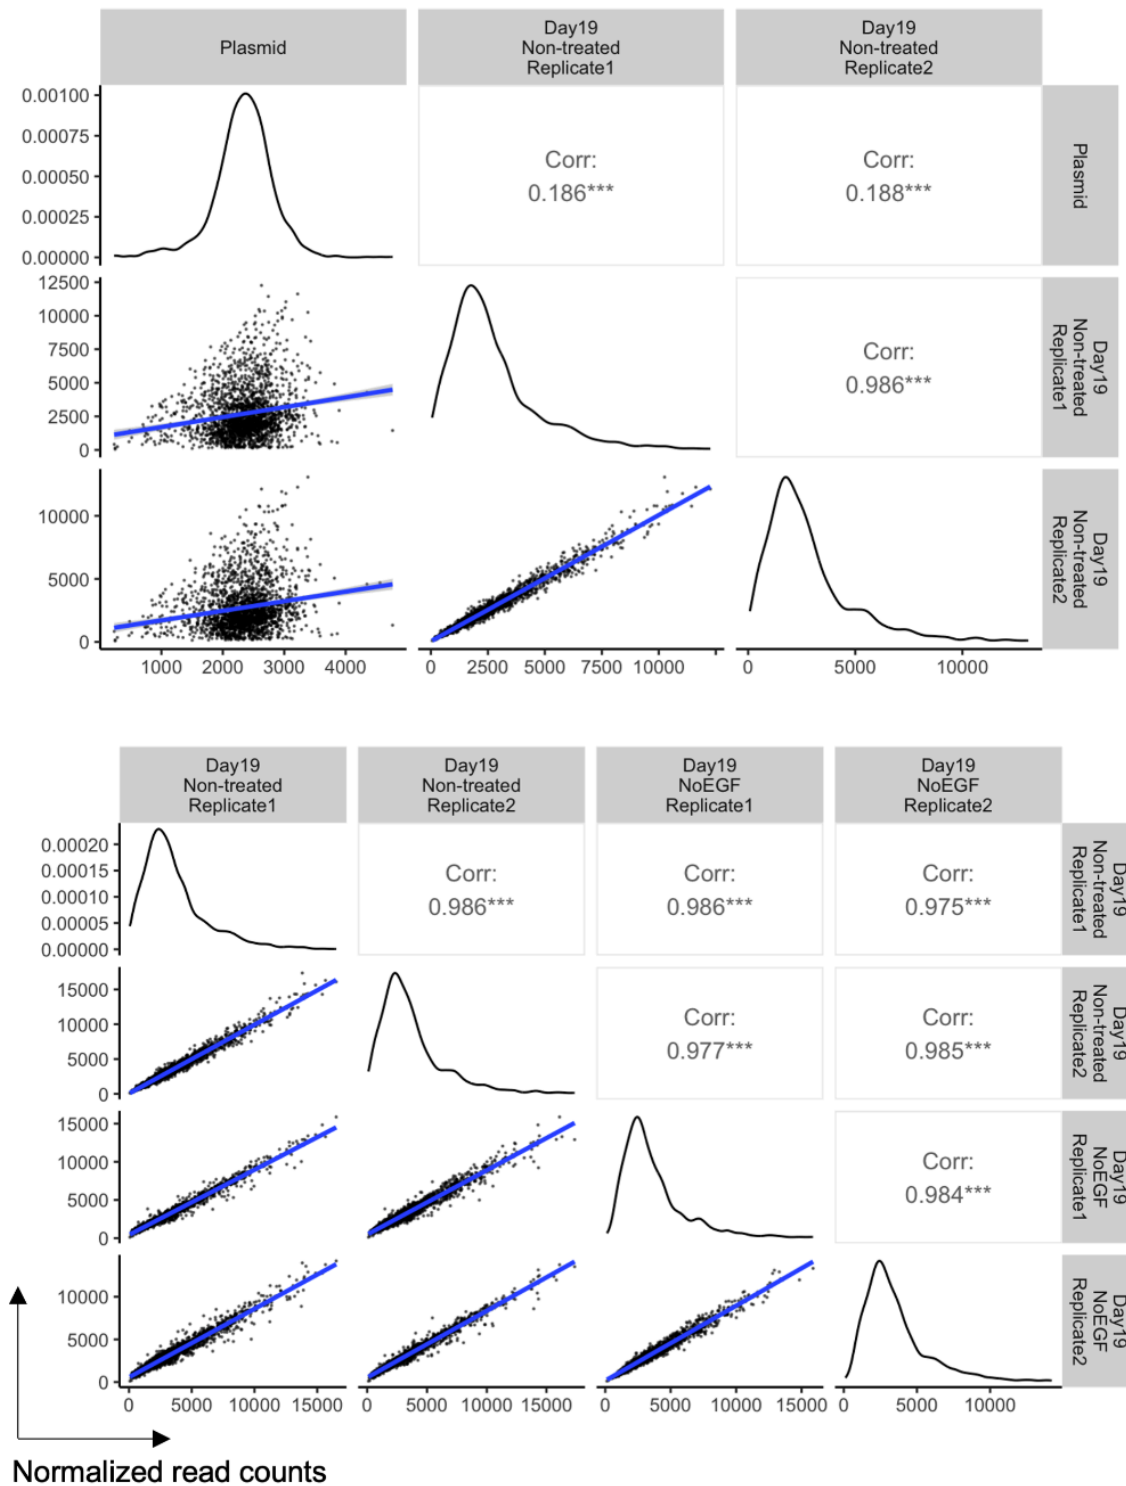 Plasmid
Day19
Non-treated
Replicate1
Day19
Non-treated
Replicate2
0.00100
0.00075
0.00050
0.00025
0.00000
Corr:
0.186***
Corr:
0.188***
Plasmid
12500
10000
7500
5000
2500
0
Corr:
0.986***
Day19
Non-treated
Replicate1
10000
5000
0
Day19
Non-treated
Replicate2
1000 2000 3000 4000
0 2500 5000 7500 10000
0 5000 10000
Day19
Non-treated
Replicate1
Day19
Non-treated
Replicate2
Day19
NoEGF
Replicate1
Day19
NoEGF
Replicate2
0.00020
0.00015
0.00010
0.00005
0.00000
Corr:
0.986***
Corr:
0.986***
Corr:
0.975***
Day19
Non-treated
Replicate1
15000
10000
5000
0
Corr:
0.977***
Corr:
0.985***
Day19
Non-treated
Replicate2
15000
10000
5000
0
Corr:
0.984***
Day19
NoEGF
Replicate1
10000
5000
0
Day19
NoEGF
Replicate2
0 5000 10000 15000
0 5000 10000 15000
0 5000 10000 15000
0 5000 10000
Normalized read counts